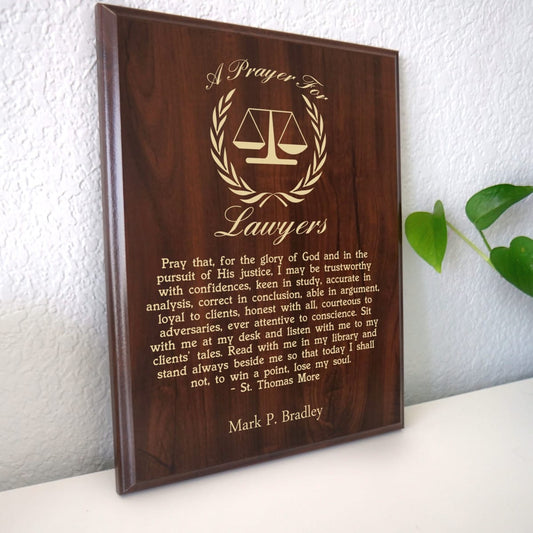 A Prayer For
Lawyers
Pray that, for the glory of God and in the
pursuit of His justice, I may be trustworthy
with confidences, keen in study, accurate in
analysis, correct in conclusion, able in argument,
loyal to clients, honest with all, courteous to
adversaries, ever attentive to conscience. Sit
with me at my desk and listen with me to my
clients' tales. Read with me in my library and
stand always beside me so that today I shall
not, to win a point, lose my soul.
- St. Thomas More
Mark P. Bradley